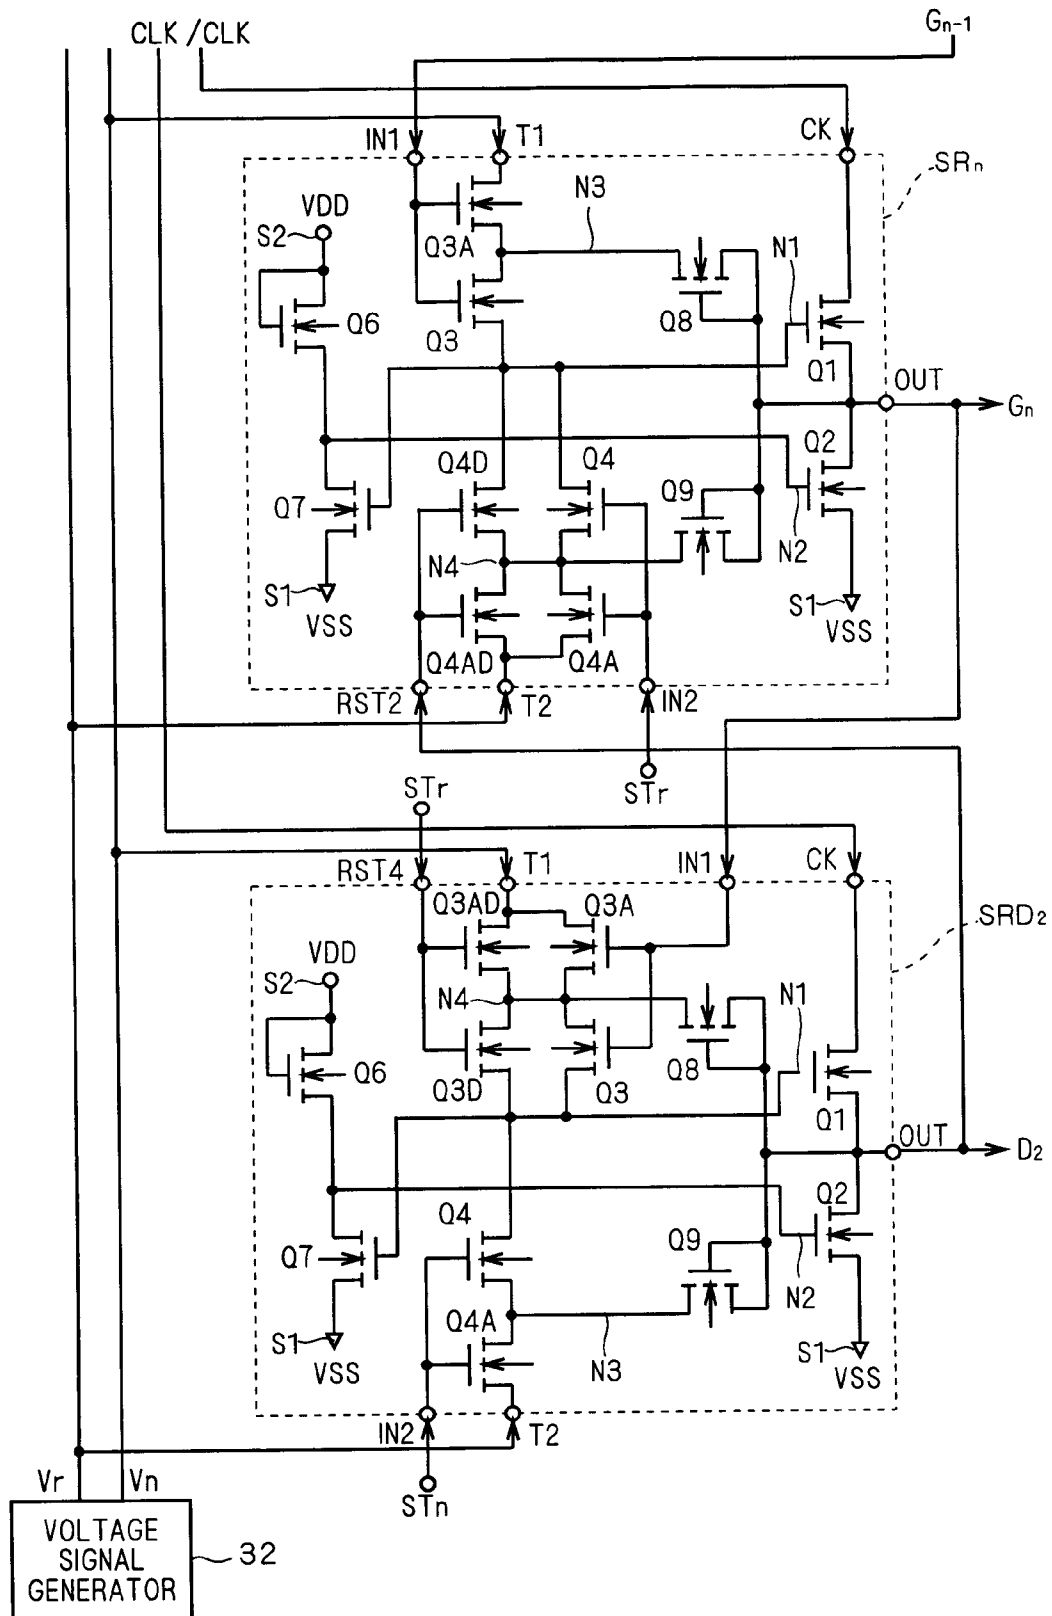 CLK /CLK
Gn-1
IN1
T1
CK
SRn
VDD
S2
N3
N1
Q3A
Q6
Q3
Q8
Q1
OUT
Gn
Q4D
Q4
Q2
Q7
Q9
N4
N2
S1
VSS
S1
VSS
Q4AD
Q4A
RST2
T2
IN2
STr
STr
RST4
T1
IN1
CK
Q3AD
Q3A
SRD2
VDD
S2
N4
N1
Q6
Q3D
Q3
Q8
Q1
OUT
D2
Q4
Q2
Q7
Q9
N2
Q4A
S1
VSS
N3
S1
VSS
IN2
T2
STn
Vr
Vn
VOLTAGE
SIGNAL
GENERATOR
32